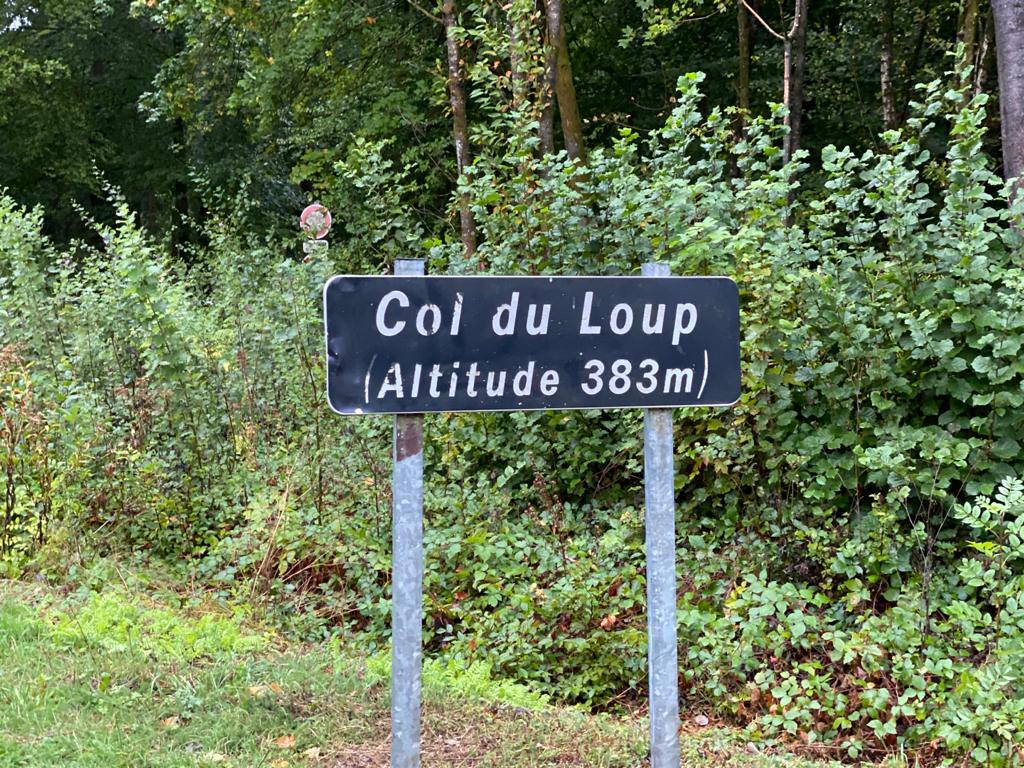 Col du Loup
(Altitude 383m)